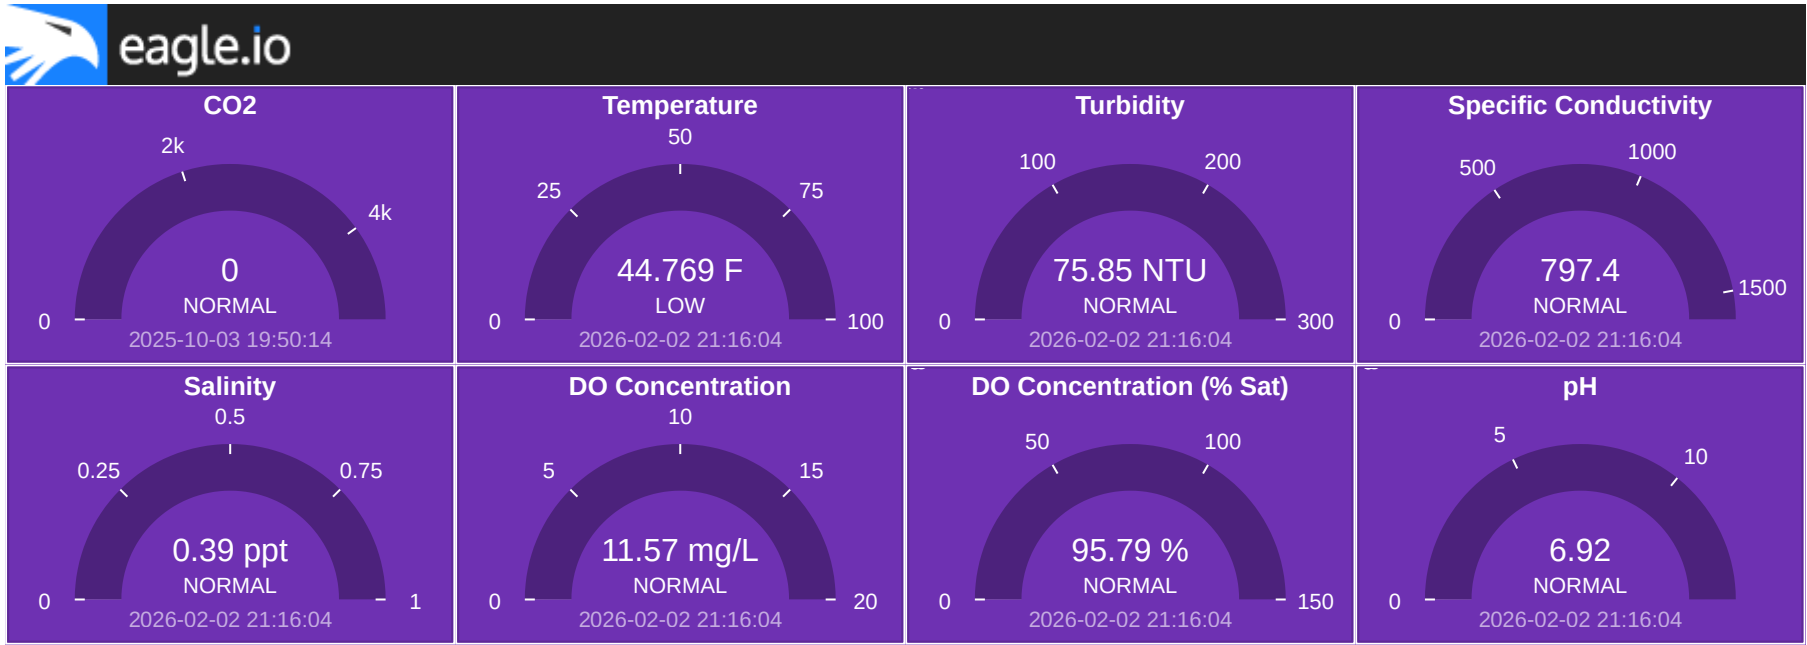 eagle.io
CO2
2k
4k
0
0
NORMAL
2025-10-03 19:50:14
Temperature
50
25
75
44.769 F
LOW
0
100
2026-02-02 21:16:04
Turbidity
100
200
75.85 NTU
NORMAL
0
300
2026-02-02 21:16:04
Specific Conductivity
1000
500
797.4
1500
NORMAL
0
2026-02-02 21:16:04
Salinity
0.5
0.25
0.75
0.39 ppt
NORMAL
0
1
2026-02-02 21:16:04
DO Concentration
10
5
15
11.57 mg/L
NORMAL
0
20
2026-02-02 21:16:04
DO Concentration (% Sat)
50
100
95.79 %
NORMAL
0
150
2026-02-02 21:16:04
pH
5
10
6.92
NORMAL
0
2026-02-02 21:16:04